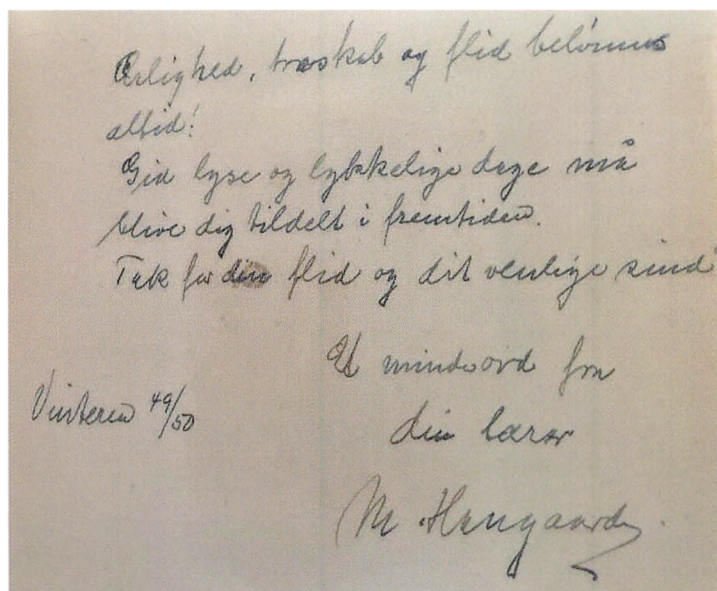 Ærlighed, troskab og flid belønnes
altid!
Gid lyse og lykkelige dage må
blive dig tildelt i fremtiden.
Tak for din flid og dit venlige sind
Et mindeord fra
din lærer
Vinteren 49/50
M. Haugaard